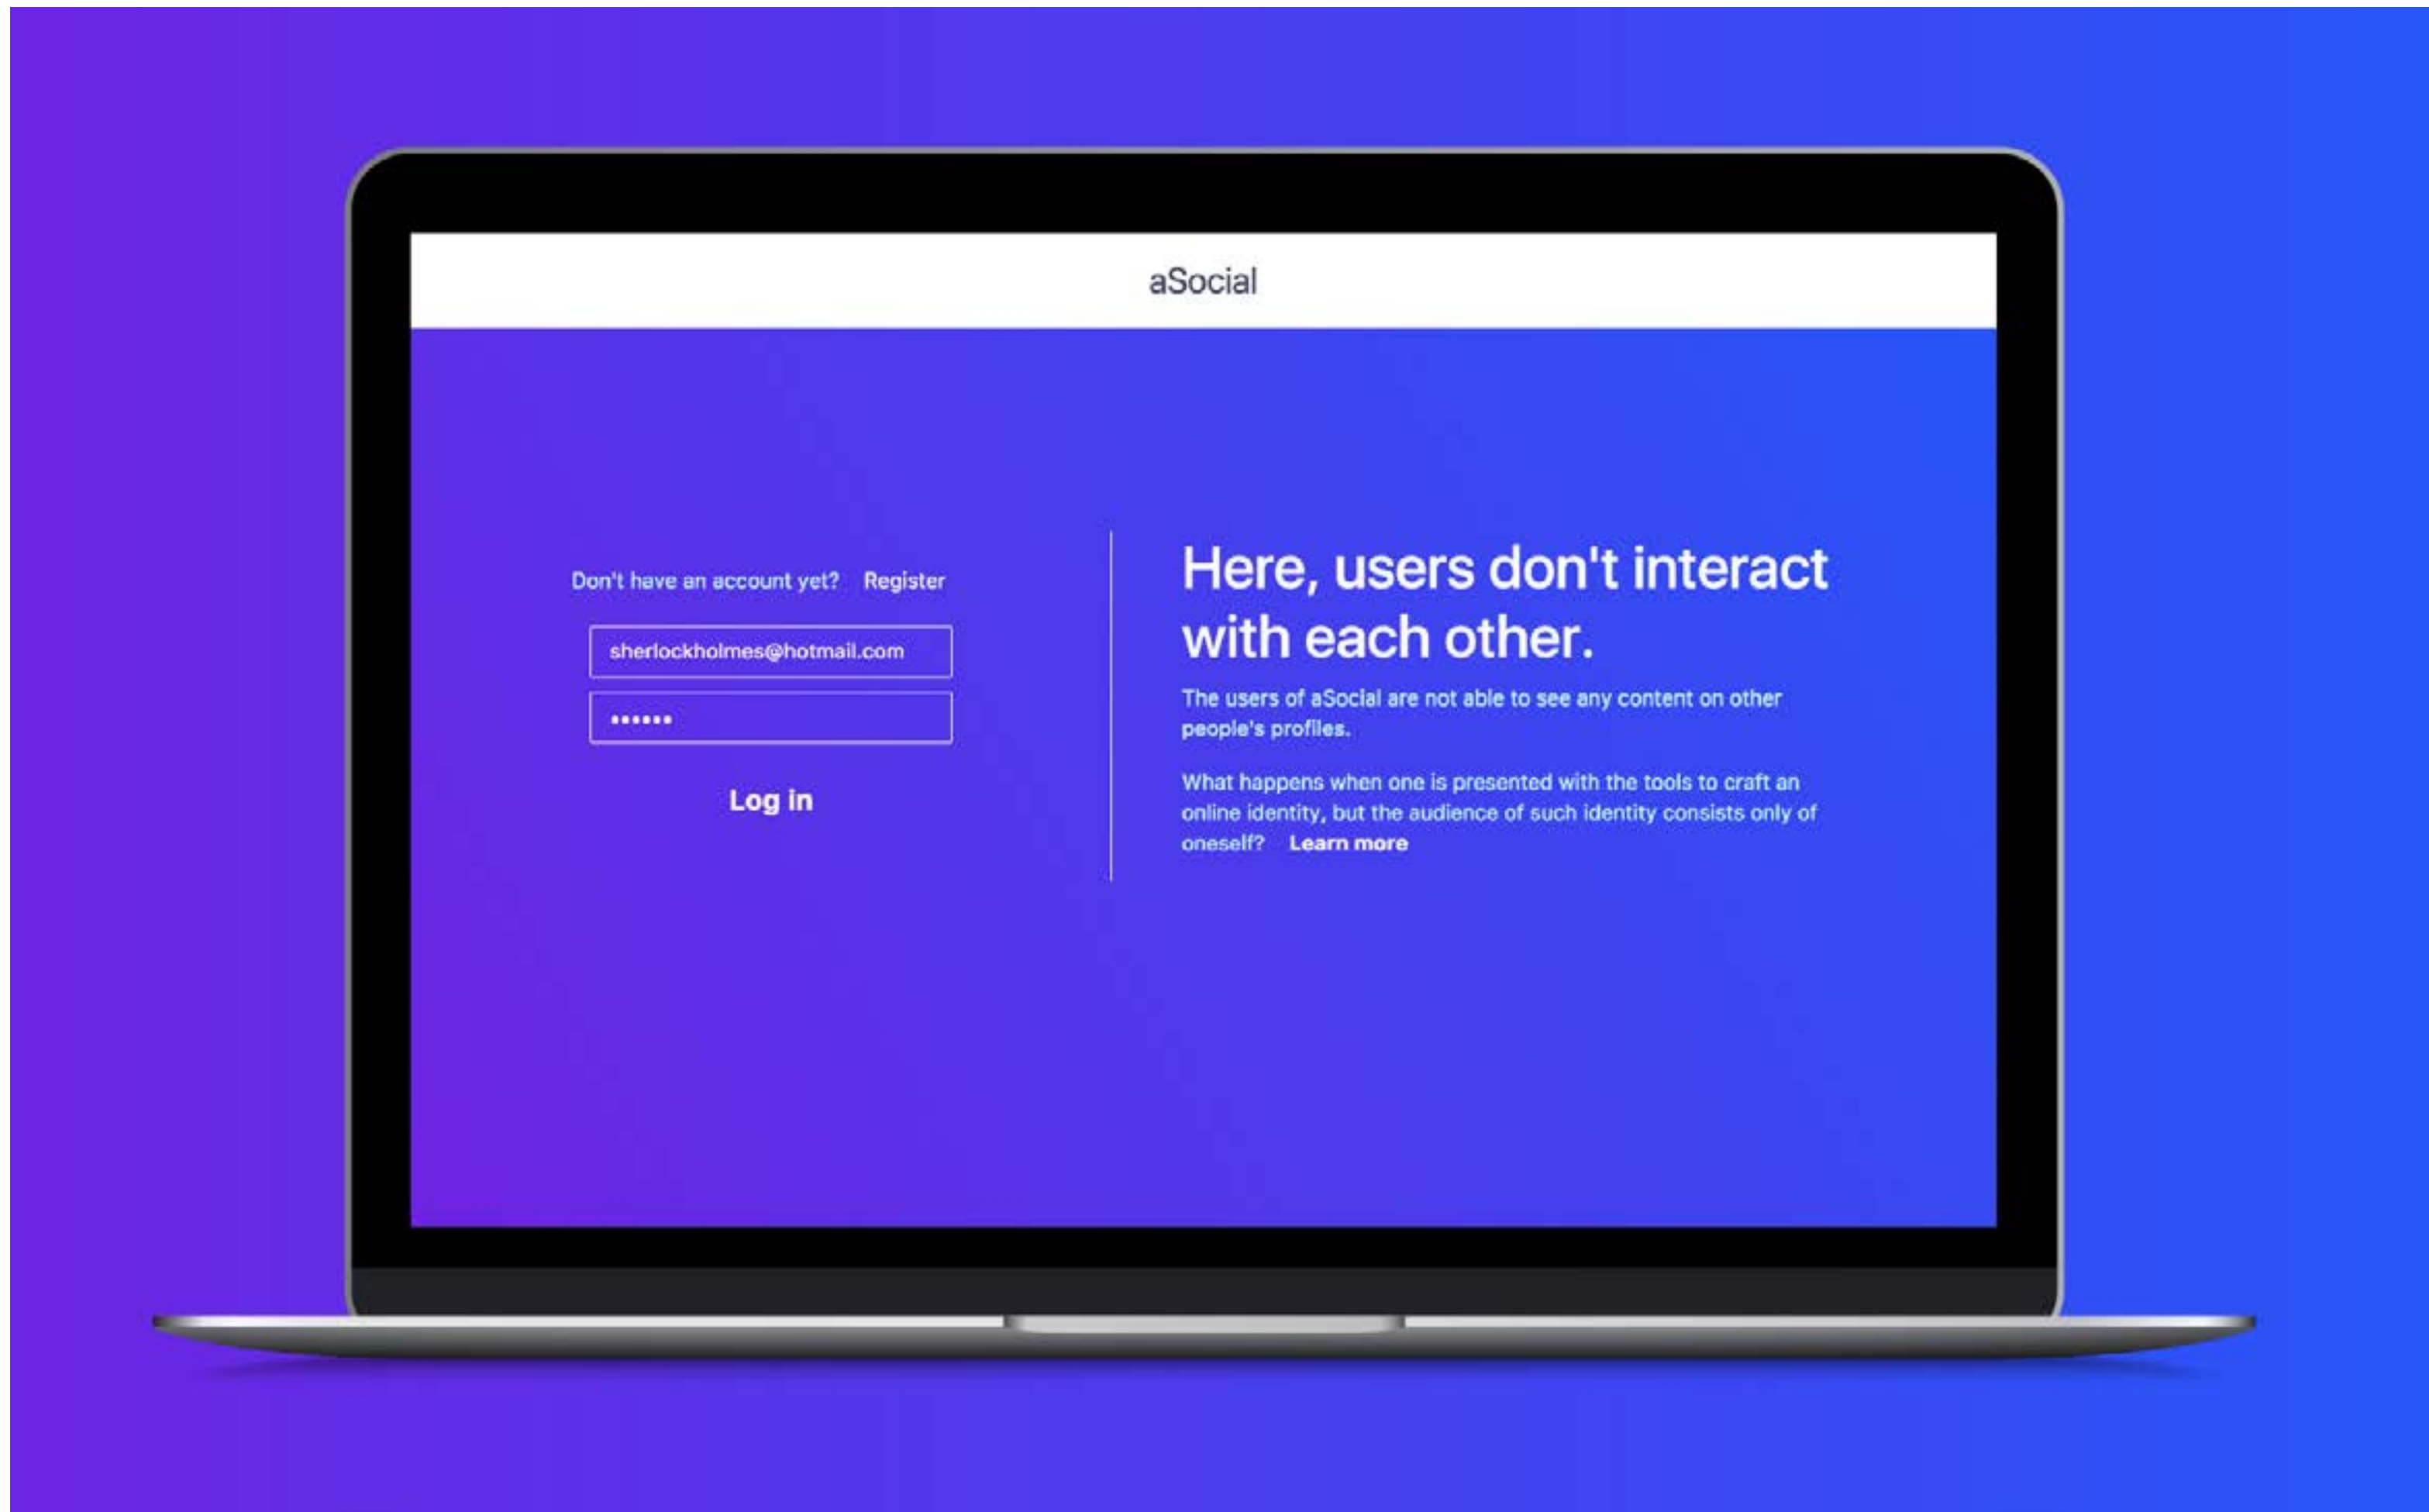 aSocial
Don't have an account yet? Register
sherlockholmes@hotmail.com
••••••
Log in
Here, users don't interact
with each other.
The users of aSocial are not able to see any content on other
people's profiles.
What happens when one is presented with the tools to craft an
online identity, but the audience of such identity consists only of
oneself? Learn more